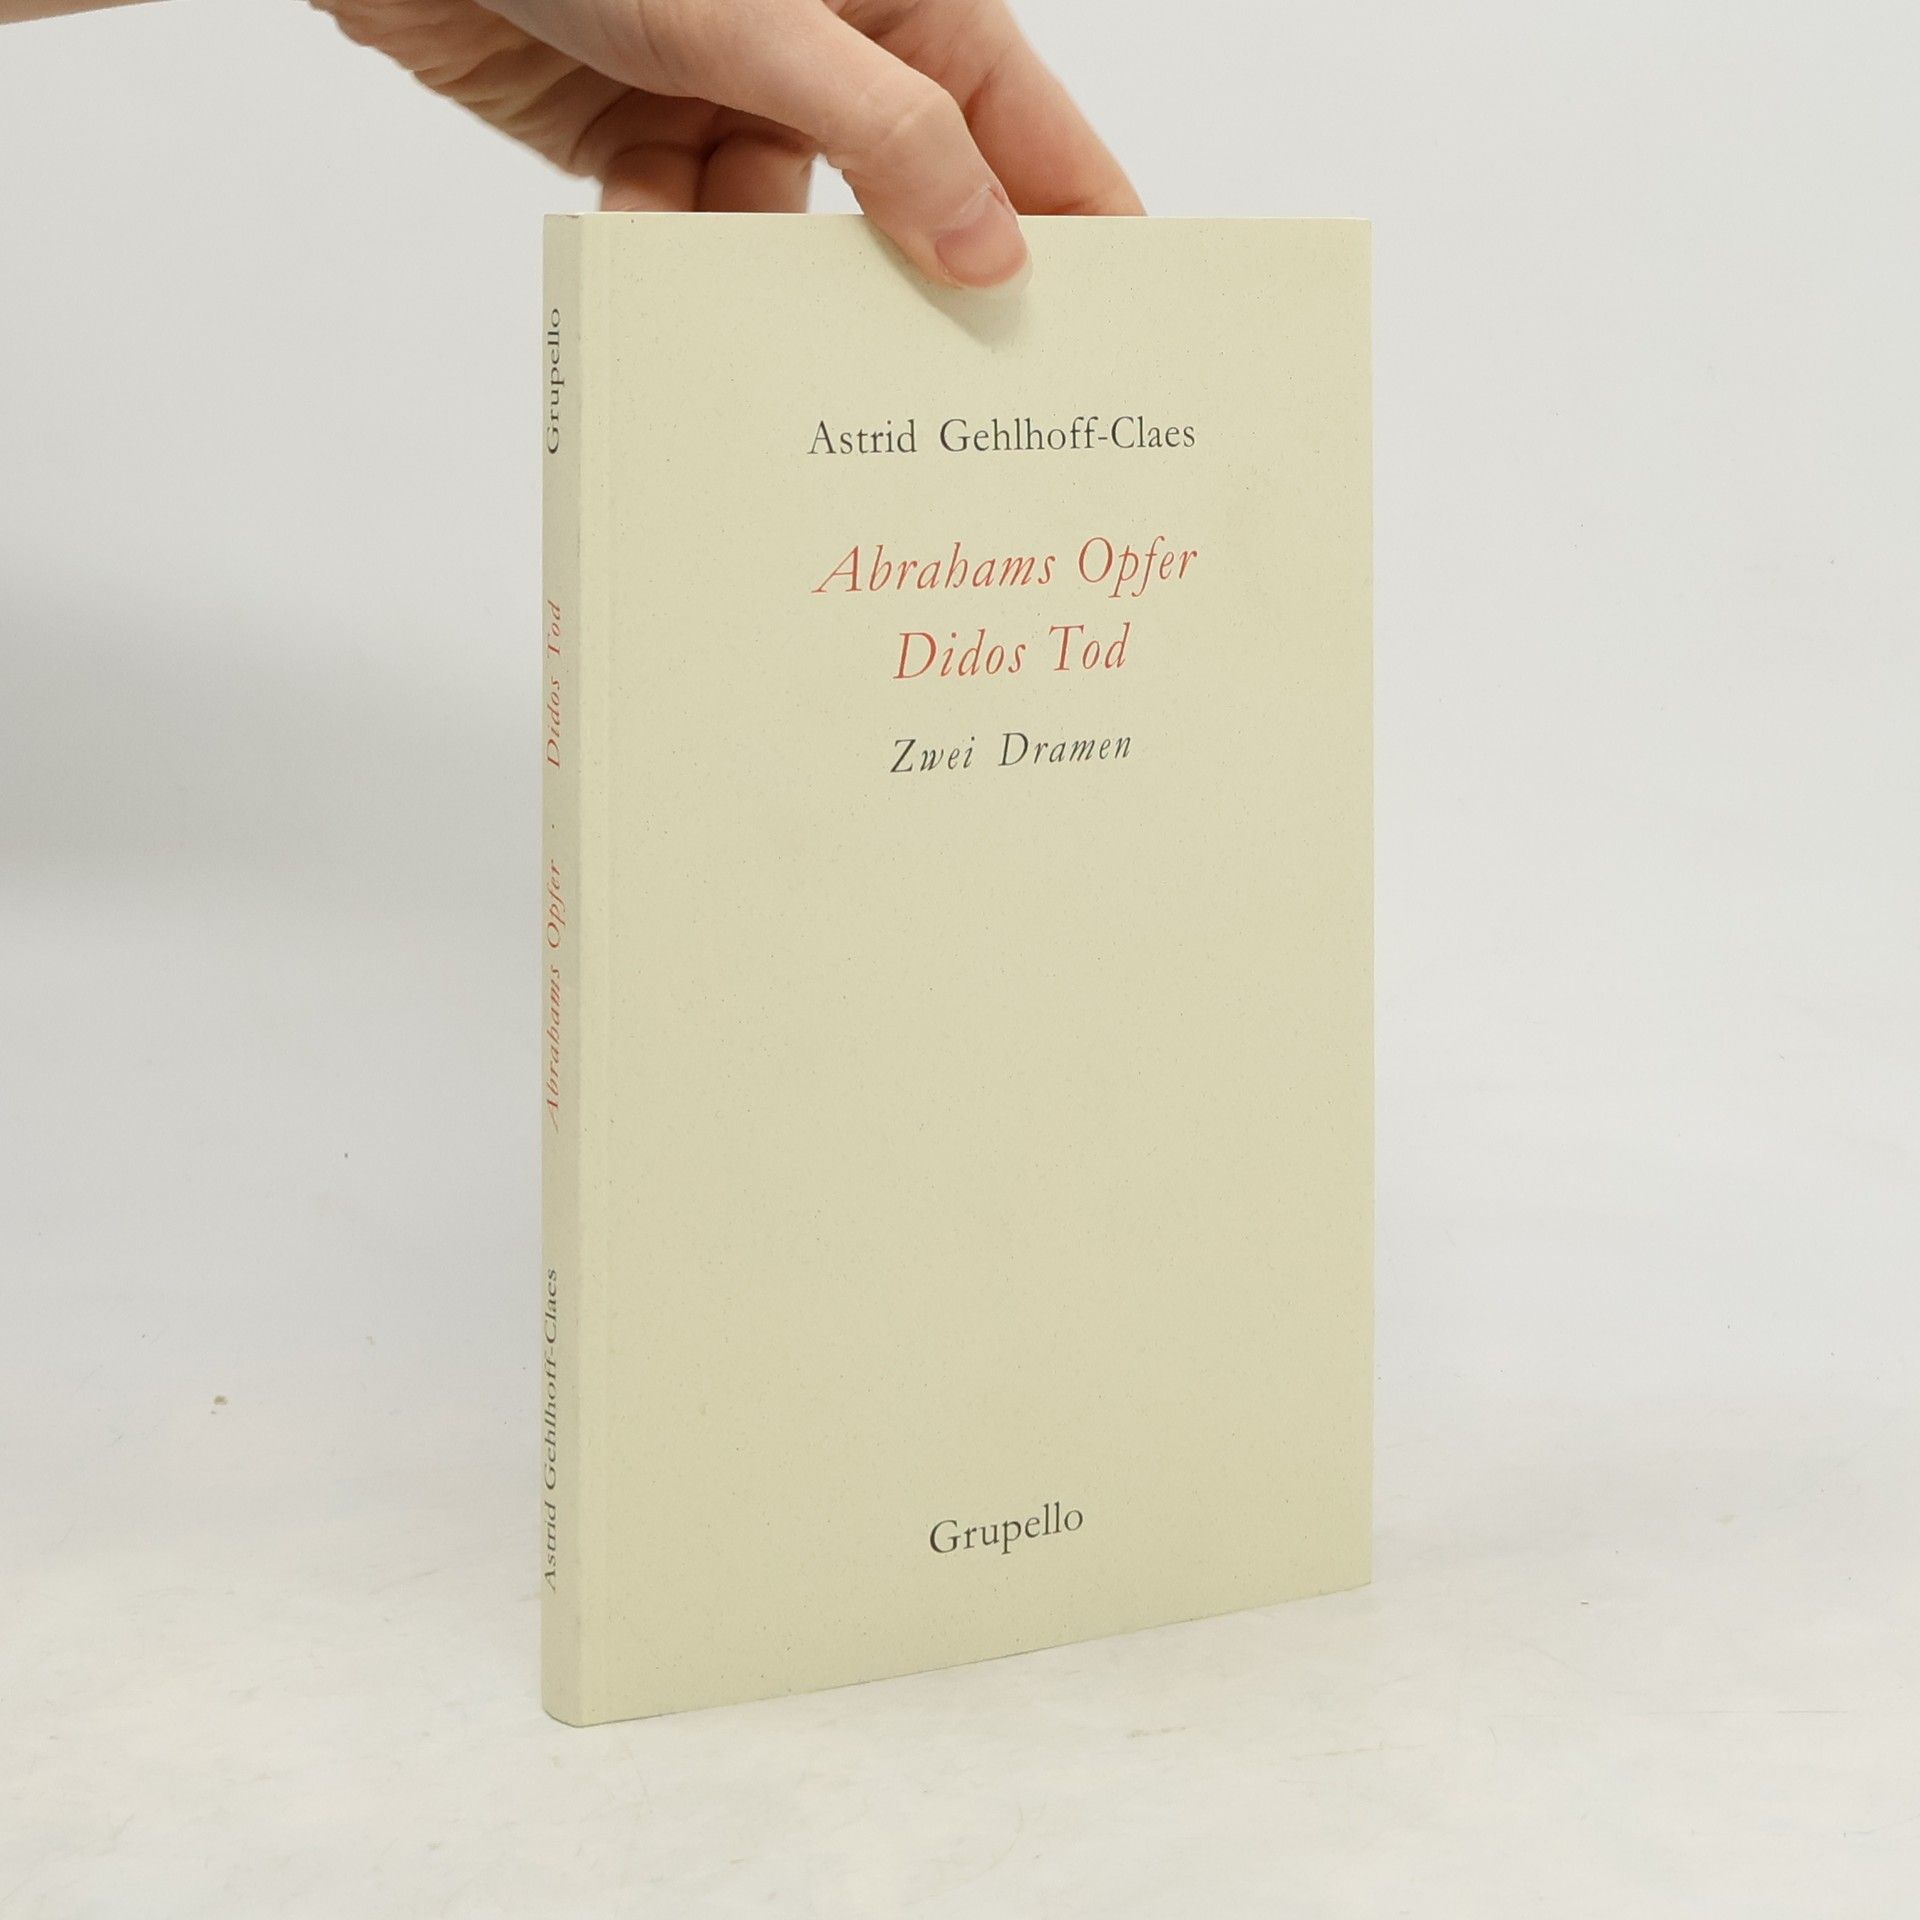 Astrid Gehlhoff-Claes
Abrahams Opfer
Didos Tod
Zwei Dramen
Grupello
Astrid Gehlhoff-Claes Abrahams Opfer · Didos Tod Grupello